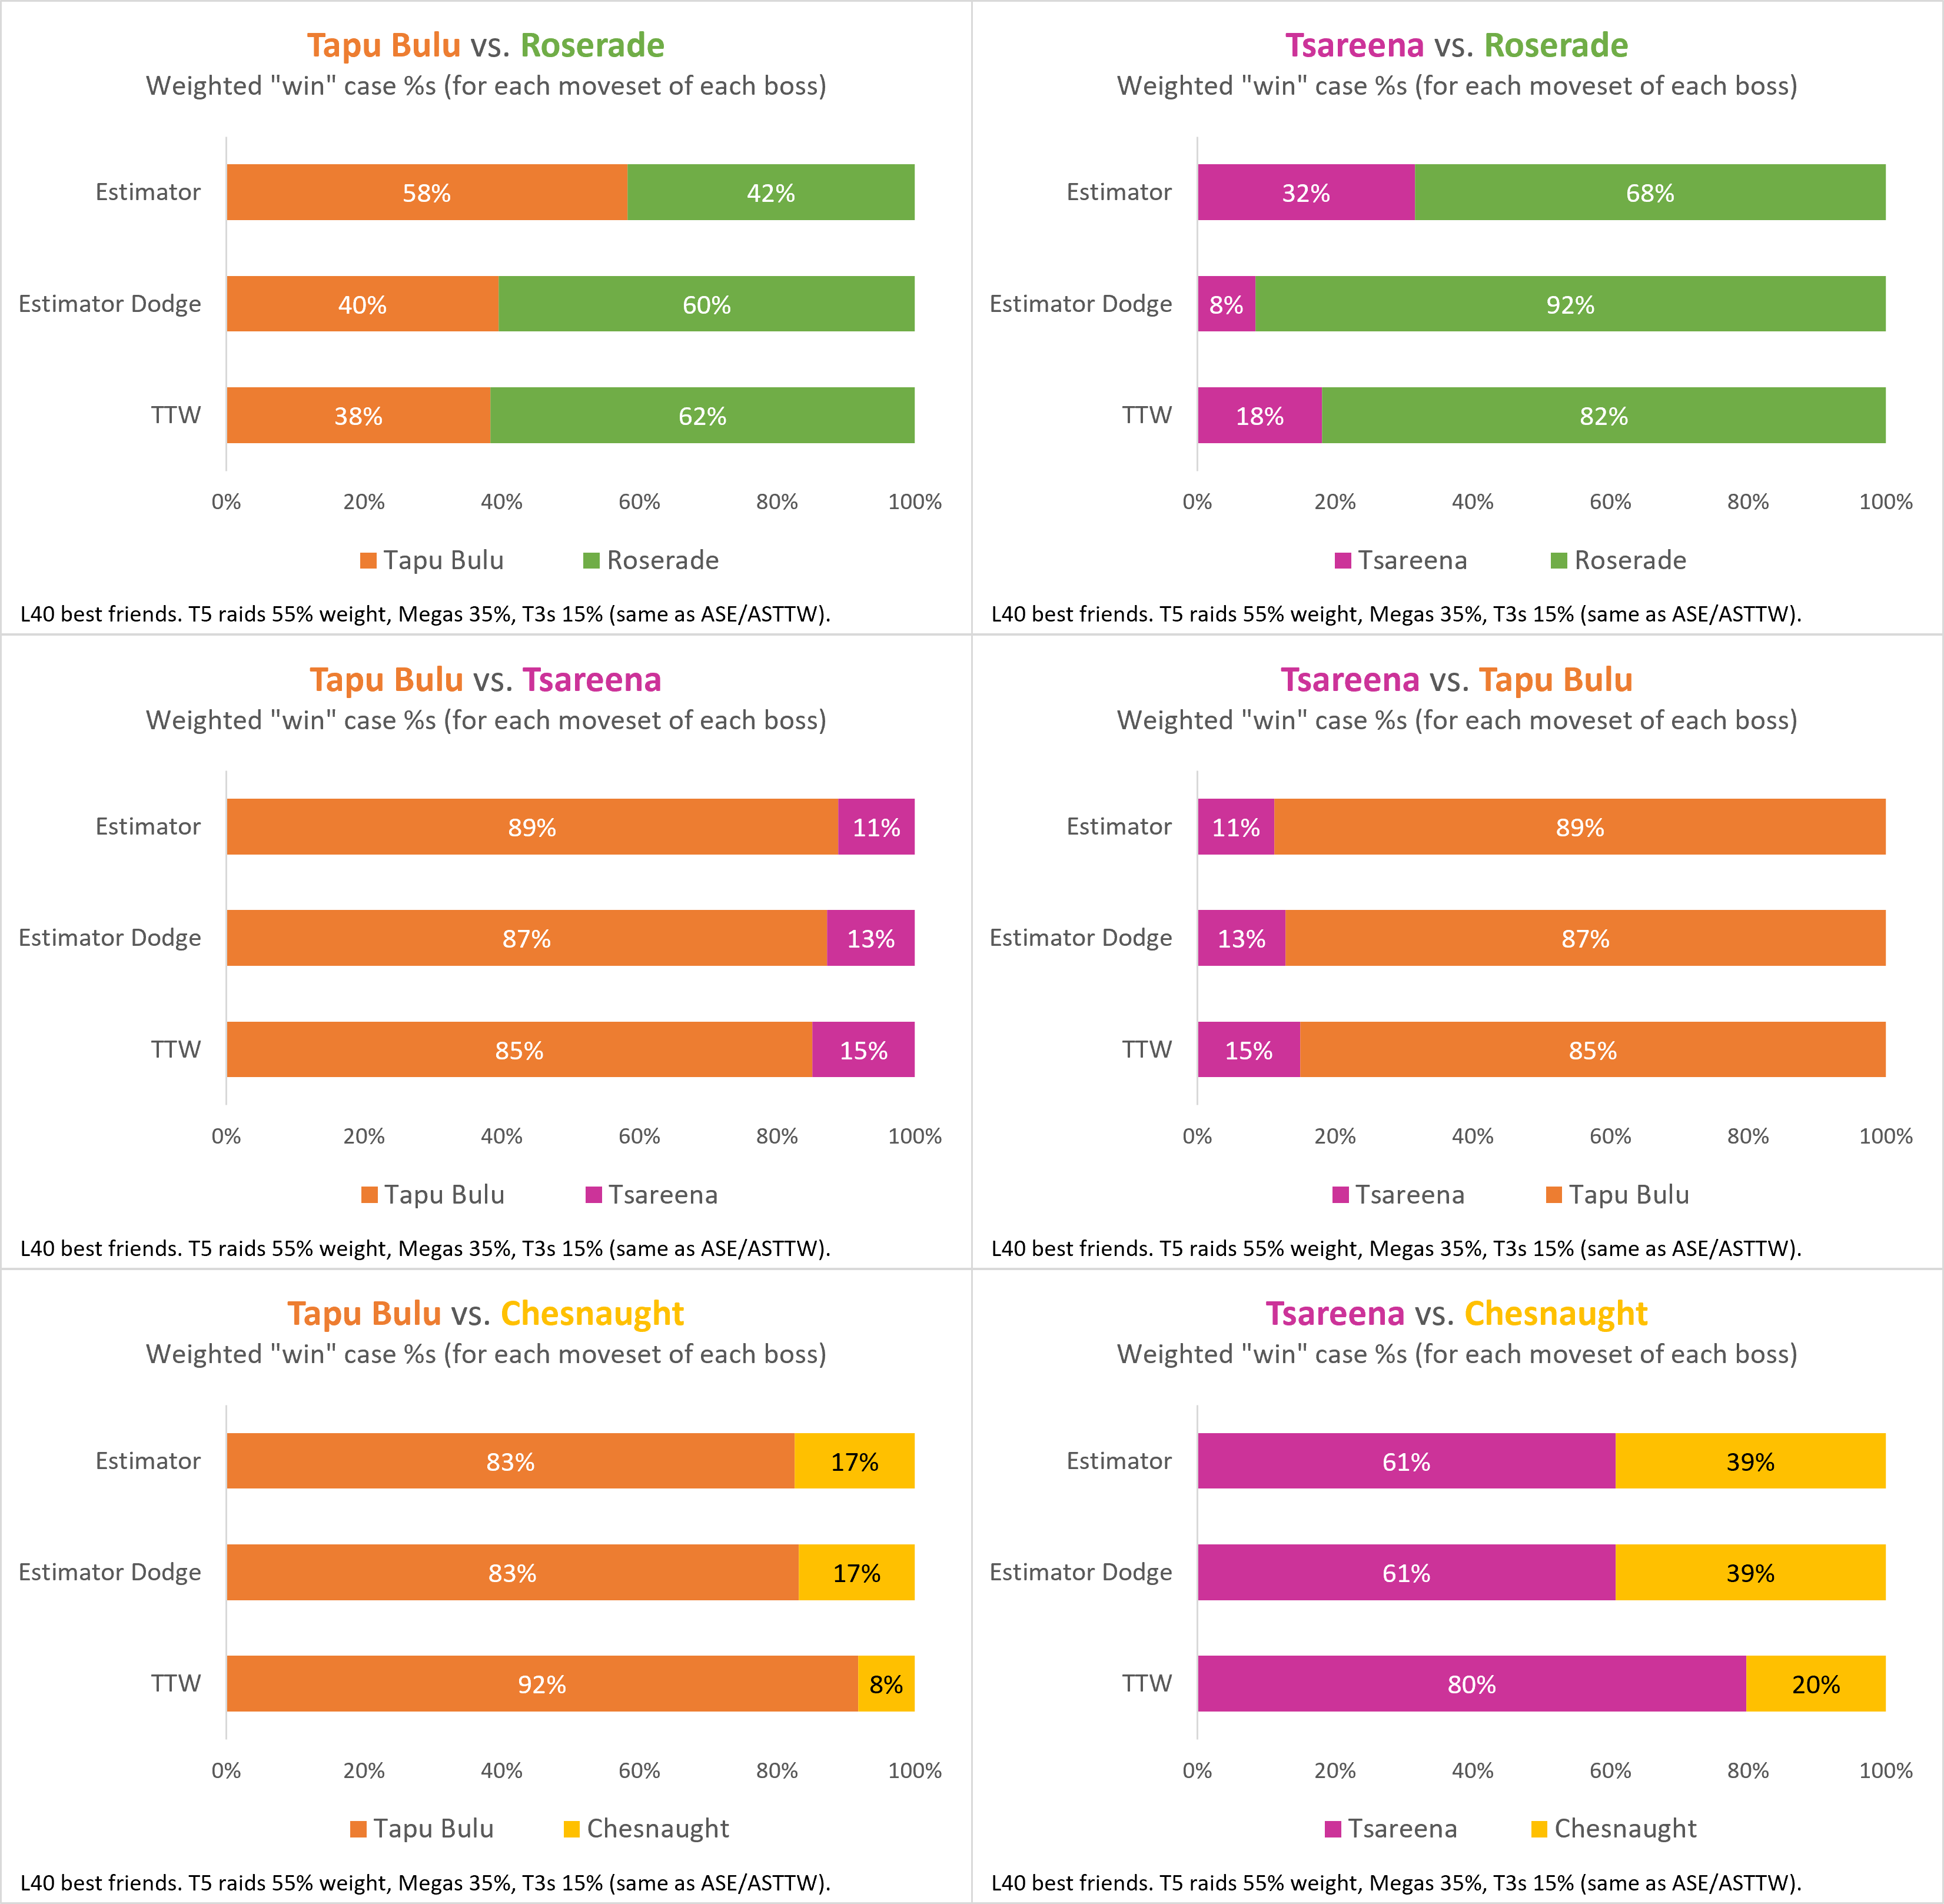 Tapu Bulu vs. Roserade
Weighted "win" case %s (for each moveset of each boss)
Estimator
58%
42%
Estimator Dodge
40%
60%
TTW
38%
62%
0% 20% 40% 60% 80% 100%
Tapu Bulu Roserade
L40 best friends. T5 raids 55% weight, Megas 35%, T3s 15% (same as ASE/ASTTW).
Tsareena vs. Roserade
Weighted "win" case %s (for each moveset of each boss)
Estimator
32%
68%
Estimator Dodge
8%
92%
TTW
18%
82%
0% 20% 40% 60% 80% 100%
Tsareena Roserade
L40 best friends. T5 raids 55% weight, Megas 35%, T3s 15% (same as ASE/ASTTW).
Tapu Bulu vs. Tsareena
Weighted "win" case %s (for each moveset of each boss)
Estimator
89%
11%
Estimator Dodge
87%
13%
TTW
85%
15%
0% 20% 40% 60% 80% 100%
Tapu Bulu Tsareena
L40 best friends. T5 raids 55% weight, Megas 35%, T3s 15% (same as ASE/ASTTW).
Tsareena vs. Tapu Bulu
Weighted "win" case %s (for each moveset of each boss)
Estimator
11%
89%
Estimator Dodge
13%
87%
TTW
15%
85%
0% 20% 40% 60% 80% 100%
Tsareena Tapu Bulu
L40 best friends. T5 raids 55% weight, Megas 35%, T3s 15% (same as ASE/ASTTW).
Tapu Bulu vs. Chesnaught
Weighted "win" case %s (for each moveset of each boss)
Estimator
83%
17%
Estimator Dodge
83%
17%
TTW
92%
8%
0% 20% 40% 60% 80% 100%
Tapu Bulu Chesnaught
L40 best friends. T5 raids 55% weight, Megas 35%, T3s 15% (same as ASE/ASTTW).
Tsareena vs. Chesnaught
Weighted "win" case %s (for each moveset of each boss)
Estimator
61%
39%
Estimator Dodge
61%
39%
TTW
80%
20%
0% 20% 40% 60% 80% 100%
Tsareena Chesnaught
L40 best friends. T5 raids 55% weight, Megas 35%, T3s 15% (same as ASE/ASTTW).